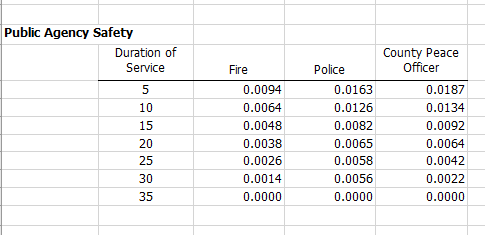 Public Agency Safety
Duration of Service Fire Police County Peace Officer
5 0.0094 0.0163 0.0187
10 0.0064 0.0126 0.0134
15 0.0048 0.0082 0.0092
20 0.0038 0.0065 0.0064
25 0.0026 0.0058 0.0042
30 0.0014 0.0056 0.0022
35 0.0000 0.0000 0.0000